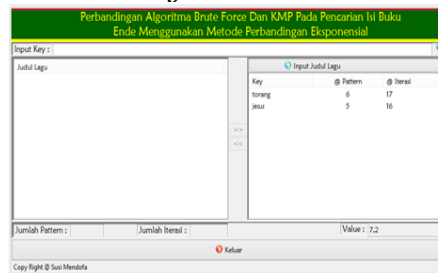 Perbandingan Algoritma Brute Force Dan KMP Pada Pencarian Isi Buku
Ende Menggunakan Metode Perbandingan Eksponensial
Input Key :
Judul Lagu
Input Judul Lagu
Key @ Pattern @ Iterasi
torang 6 17
jesus 5 16
>>
<<
Jumlah Pattern : Jumlah Iterasi : Value : 7,2
Keluar
Copy Right @ Susi Mendofa